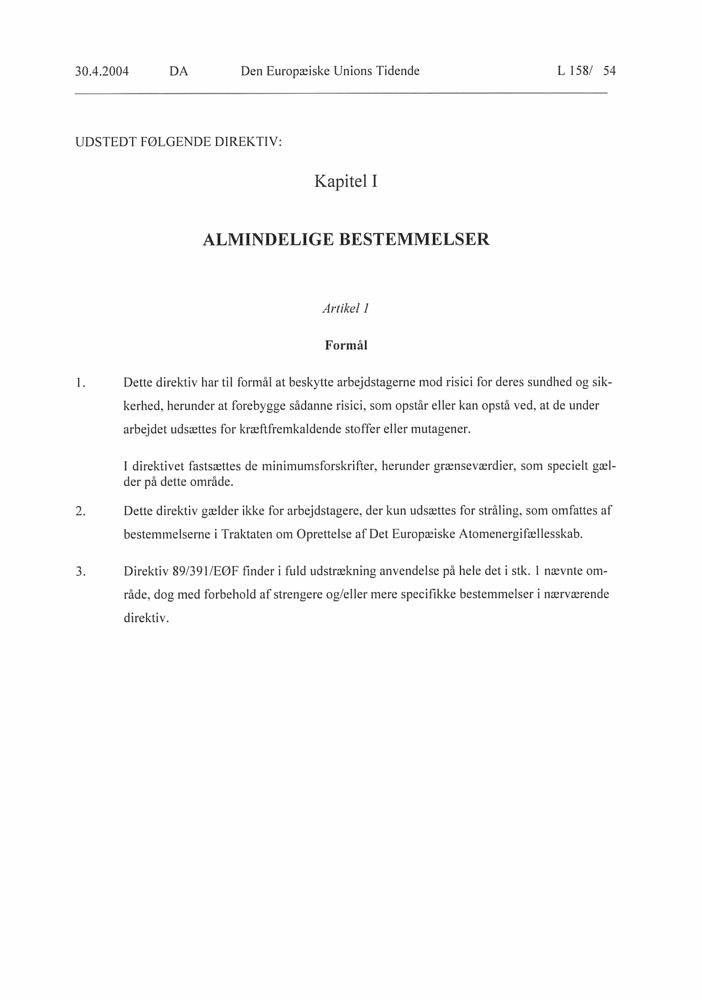 30.4.2004 DA Den Europæiske Unions Tidende L 158/ 54
UDSTEDT FØLGENDE DIREKTIV:
Kapitel I
ALMINDELIGE BESTEMMELSER
Artikel 1
Formål
1. Dette direktiv har til formål at beskytte arbejdstagerne mod risici for deres sundhed og sik-
kerhed, herunder at forebygge sådanne risici, som opstår eller kan opstå ved, at de under
arbejdet udsættes for kræftfremkaldende stoffer eller mutagener.
I direktivet fastsættes de minimumsforskrifter, herunder grænseværdier, som specielt gæl-
der på dette område.
2. Dette direktiv gælder ikke for arbejdstagere, der kun udsættes for stråling, som omfattes af
bestemmelserne i Traktaten om Oprettelse af Det Europæiske Atomenergifællesskab.
3. Direktiv 89/391/EØF finder i fuld udstrækning anvendelse på hele det i stk. 1 nævnte om-
råde, dog med forbehold af strengere og/eller mere specifikke bestemmelser i nærværende
direktiv.